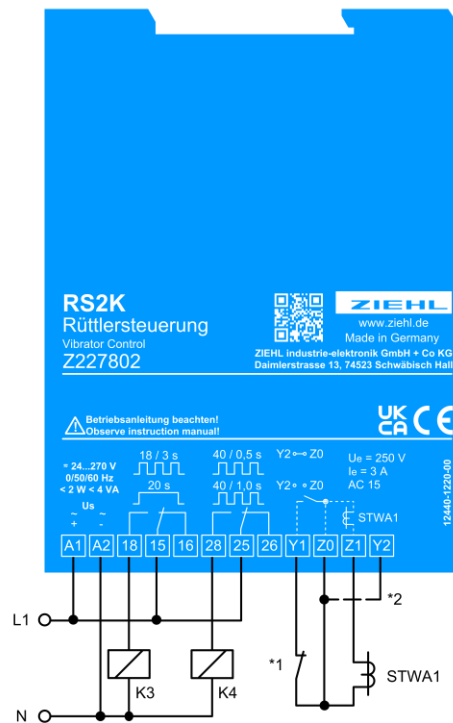 RS2K
Rüttlersteuerung
Vibrator Control
Z227802
ZIEHL
www.ziehl.de
Made in Germany
ZIEHL industrie-elektronik GmbH + Co KG
Daimlerstrasse 13, 74523 Schwäbisch Hall
Betriebsanleitung beachten!
Observe instruction manual!
UK
CA CE
= 24...270 V
0/50/60 Hz
< 2 W < 4 VA
Us
~ ~
+ -
18 / 3 s
20 s
40 / 0,5 s
40 / 1,0 s
Y2 Z0
Y2 Z0
Ue = 250 V
Ie = 3 A
AC 15
STWA1
12440-1220-00
A1 A2 18 15 16 28 25 26 Y1 Z0 Z1 Y2
L1
*2
*1
K3
K4
STWA1
N